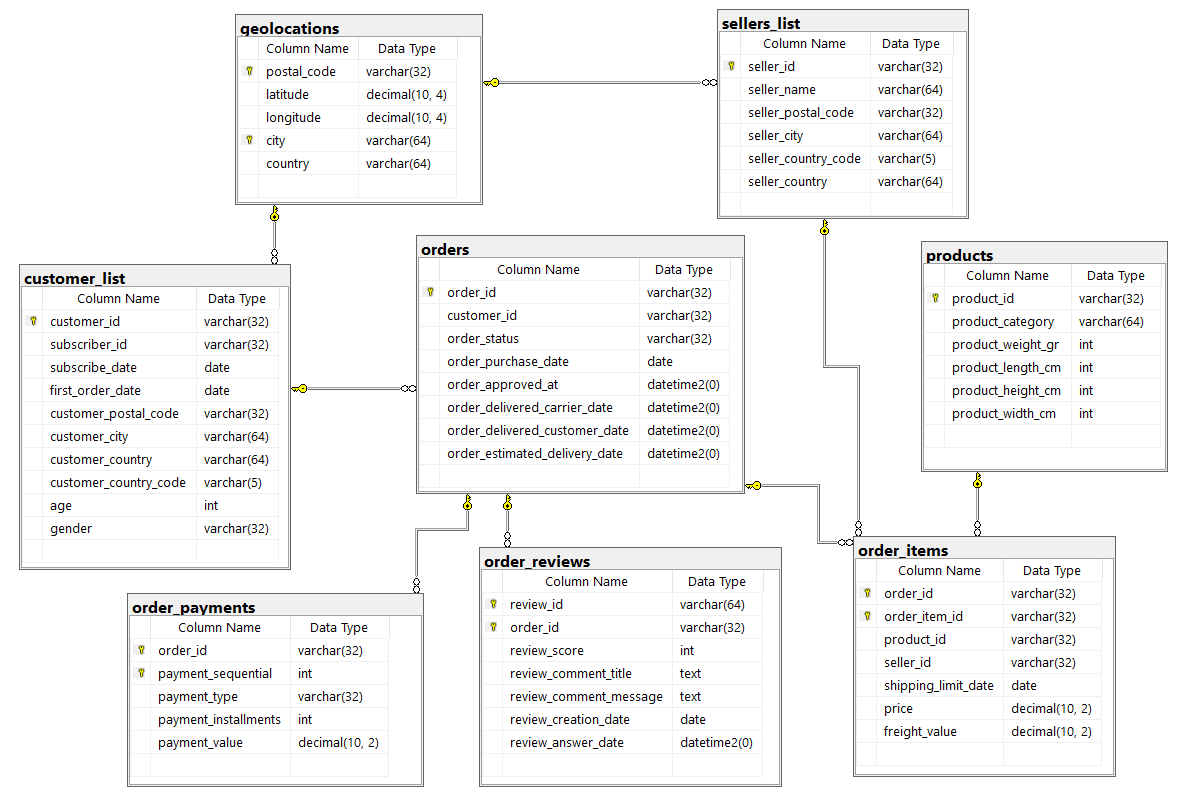 geolocations
Column Name Data Type
postal_code varchar(32)
latitude decimal(10, 4)
longitude decimal(10, 4)
city varchar(64)
country varchar(64)
sellers_list
Column Name Data Type
seller_id varchar(32)
seller_name varchar(64)
seller_postal_code varchar(32)
seller_city varchar(64)
seller_country_code varchar(5)
seller_country varchar(64)
customer_list
Column Name Data Type
customer_id varchar(32)
subscriber_id varchar(32)
subscribe_date date
first_order_date date
customer_postal_code varchar(32)
customer_city varchar(64)
customer_country varchar(64)
customer_country_code varchar(5)
age int
gender varchar(32)
orders
Column Name Data Type
order_id varchar(32)
customer_id varchar(32)
order_status varchar(32)
order_purchase_date date
order_approved_at datetime2(0)
order_delivered_carrier_date datetime2(0)
order_delivered_customer_date datetime2(0)
order_estimated_delivery_date datetime2(0)
products
Column Name Data Type
product_id varchar(32)
product_category varchar(64)
product_weight_gr int
product_length_cm int
product_height_cm int
product_width_cm int
order_payments
Column Name Data Type
order_id varchar(32)
payment_sequential int
payment_type varchar(32)
payment_installments int
payment_value decimal(10, 2)
order_reviews
Column Name Data Type
review_id varchar(64)
order_id varchar(32)
review_score int
review_comment_title text
review_comment_message text
review_creation_date date
review_answer_date datetime2(0)
order_items
Column Name Data Type
order_id varchar(32)
order_item_id varchar(32)
product_id varchar(32)
seller_id varchar(32)
shipping_limit_date date
price decimal(10, 2)
freight_value decimal(10, 2)